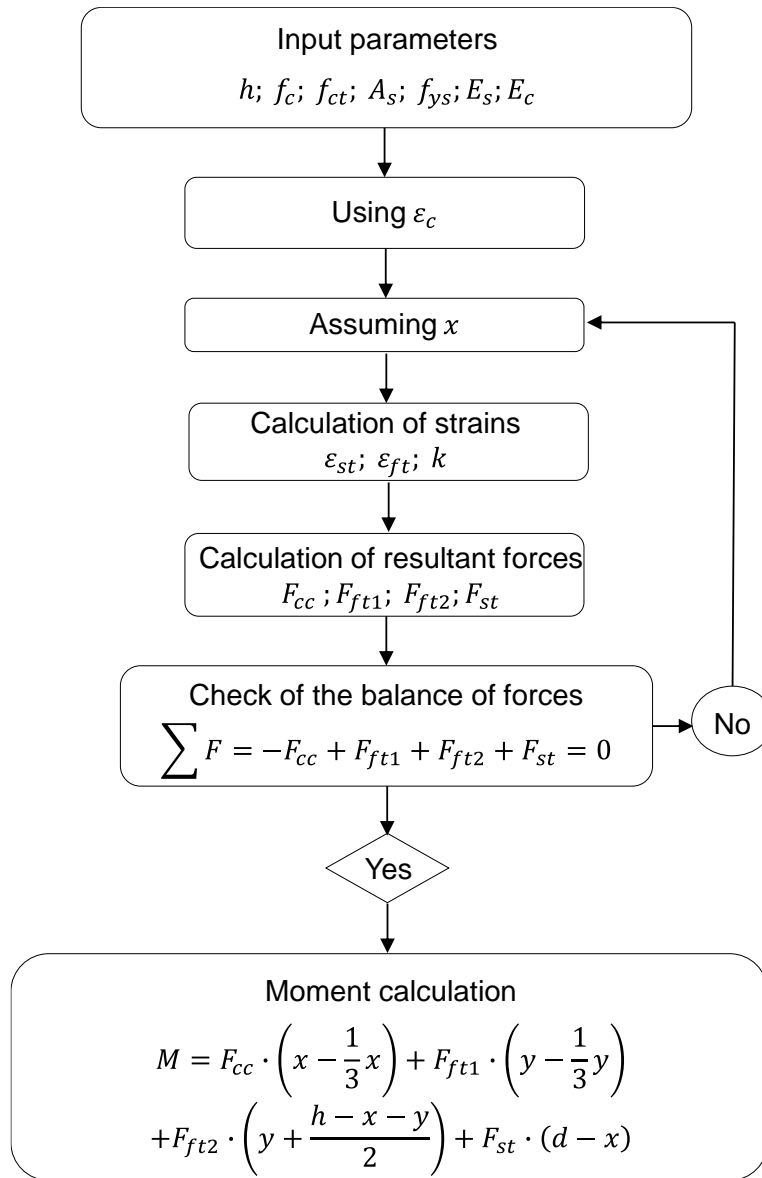 Input parameters
h; f_c; f_ct; A_s; f_ys; E_s; E_c
Using ε_c
Assuming x
Calculation of strains
ε_st; ε_ft; k
Calculation of resultant forces
F_cc ; F_ft1; F_ft2; F_st
Check of the balance of forces
∑ F = −F_cc + F_ft1 + F_ft2 + F_st = 0
No
Yes
Moment calculation
M = F_cc · (x − 1/3 x) + F_ft1 · (y − 1/3 y)
+F_ft2 · (y + (h − x − y)/2) + F_st · (d − x)